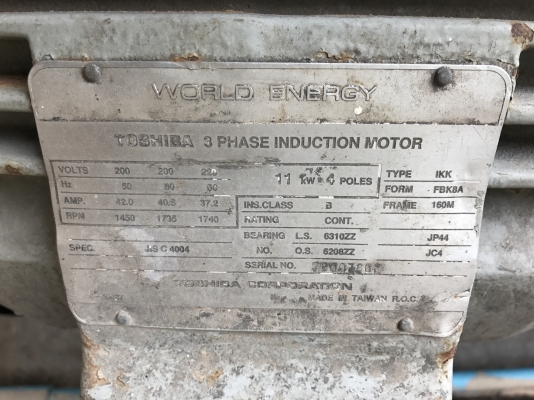 WORLD ENERGY
TOSHIBA 3 PHASE INDUCTION MOTOR
VOLTS 200 200 220 11 kW 4 POLES TYPE IKK
Hz 50 60 60 FORM FBK8A
AMP. 42.0 40.5 37.2 INS.CLASS B FRAME 160M
RPM 1450 1735 1740 RATING CONT.
BEARING L.S. 6310ZZ JP44
SPEC. JIS C 4004 NO. O.S. 6208ZZ JC4
SERIAL NO.
TOSHIBA CORPORATION
MADE IN TAIWAN R.O.C.